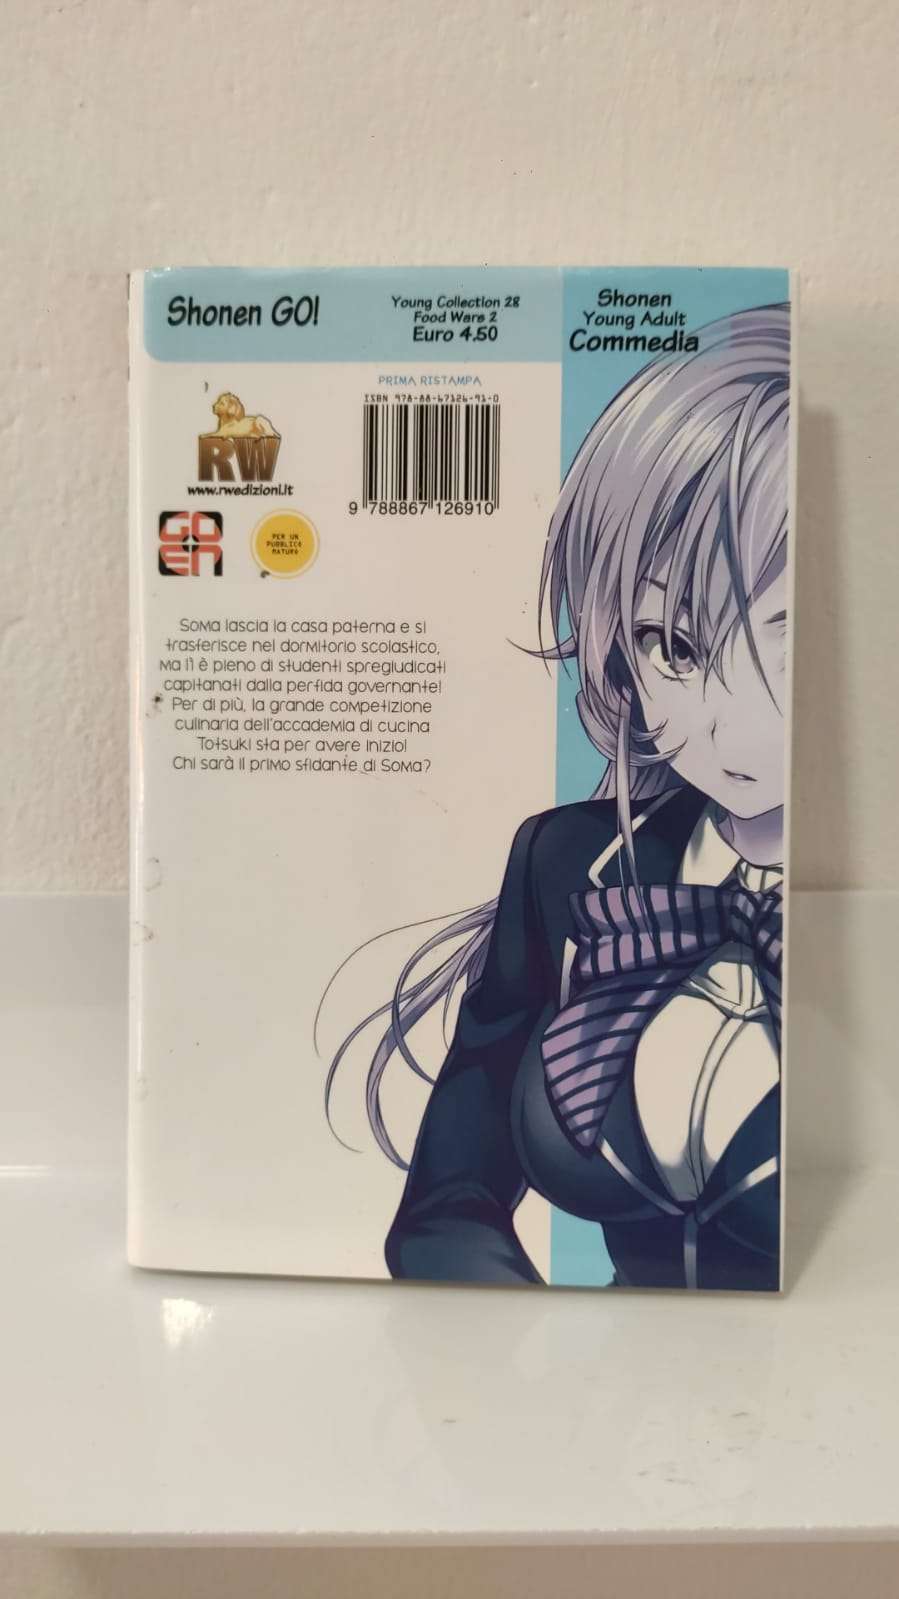 Shonen GO!
Young Collection 28
Food Wars 2
Euro 4.50
Shonen
Young Adult
Commedia
PRIMA RISTAMPA
ISBN 978-88-67126-91-0
9 788867 126910
RW
www.rwedizioni.it
GOEN
PER UN
PUBBLICO
MATURO
Soma lascia la casa paterna e si
trasferisce nel dormitorio scolastico,
ma lì è pieno di studenti spregiudicati
capitanati dalla perfida governante!
Per di più, la grande competizione
culinaria dell'accademia di cucina
Totsuki sta per avere inizio!
Chi sarà il primo sfidante di Soma?